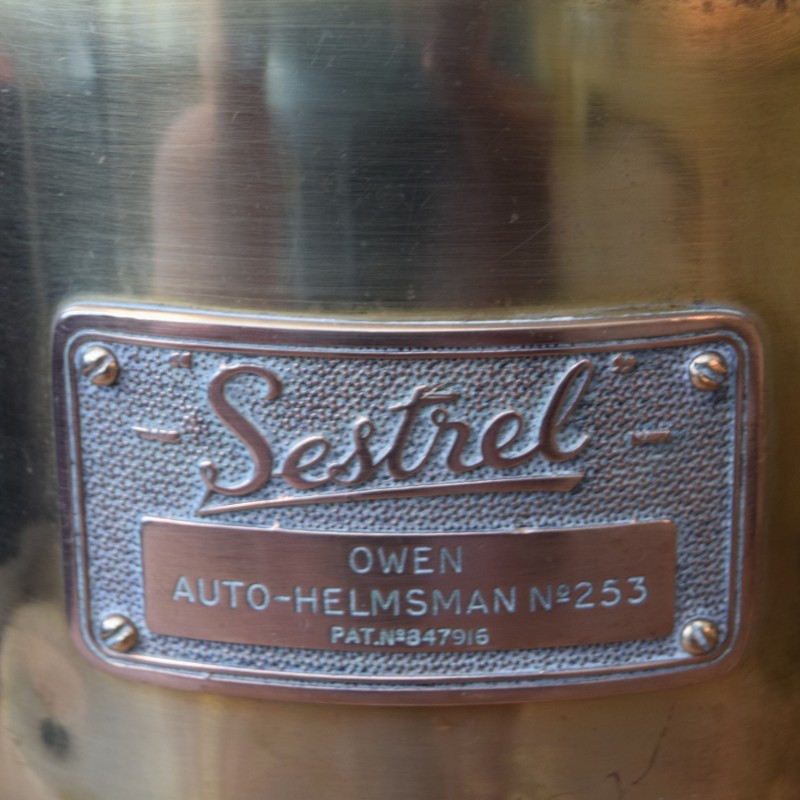 Sestrel
OWEN
AUTO-HELMSMAN Nº253
PAT.Nº847916